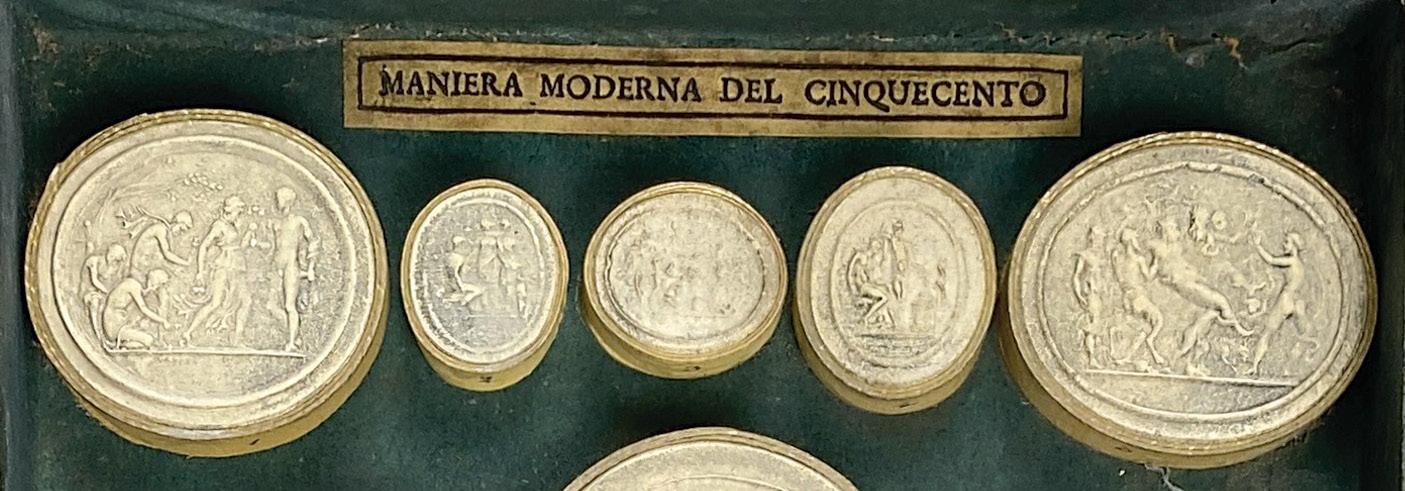 MANIERA MODERNA DEL CINQUECENTO